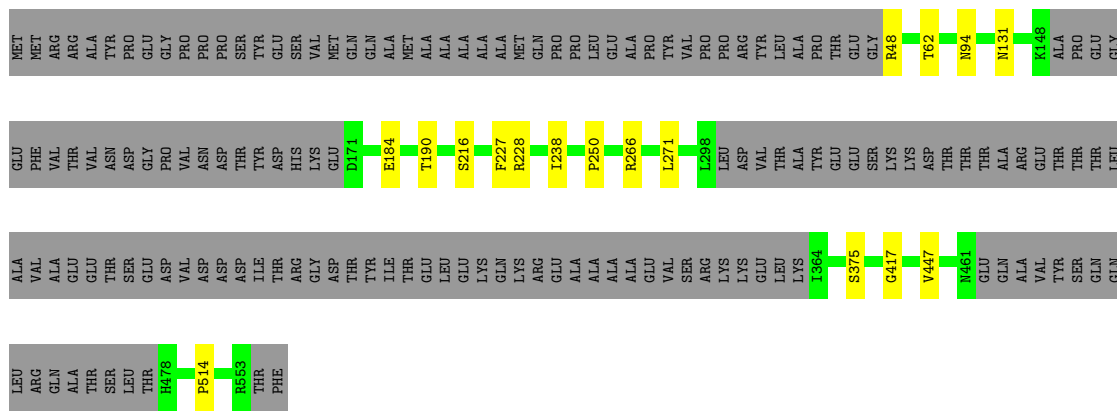 MET MET ARG ARG ALA TYR PRO GLU GLY PRO PRO PRO SER TYR GLU SER VAL MET GLN GLN ALA MET ALA ALA ALA ALA ALA MET GLN PRO PRO LEU GLU ALA PRO TYR VAL PRO PRO ARG TYR LEU ALA PRO THR GLU GLY R48 T62 N94 N131 K148 ALA PRO GLU GLY
GLU PHE VAL THR VAL ASN ASP GLY PRO VAL ASN ASP THR TYR ASP HIS LYS GLU D171 E184 T190 S216 F227 R228 I238 P250 R266 L271 L298 LEU ASP VAL THR ALA TYR GLU GLU SER LYS LYS ASP THR THR THR ALA ARG GLU THR THR THR LEU
ALA VAL ALA GLU GLU THR SER GLU ASP VAL ASP ASP ASP ILE THR ARG GLY ASP THR TYR ILE THR GLU LEU GLU LYS GLN LYS ARG GLU ALA ALA ALA ALA GLU VAL SER ARG LYS LYS GLU LEU LYS I364 S375 G417 V447 N461 GLU GLN ALA VAL TYR SER GLN GLN
LEU ARG GLN ALA THR SER LEU THR H478 P514 R553 THR PHE